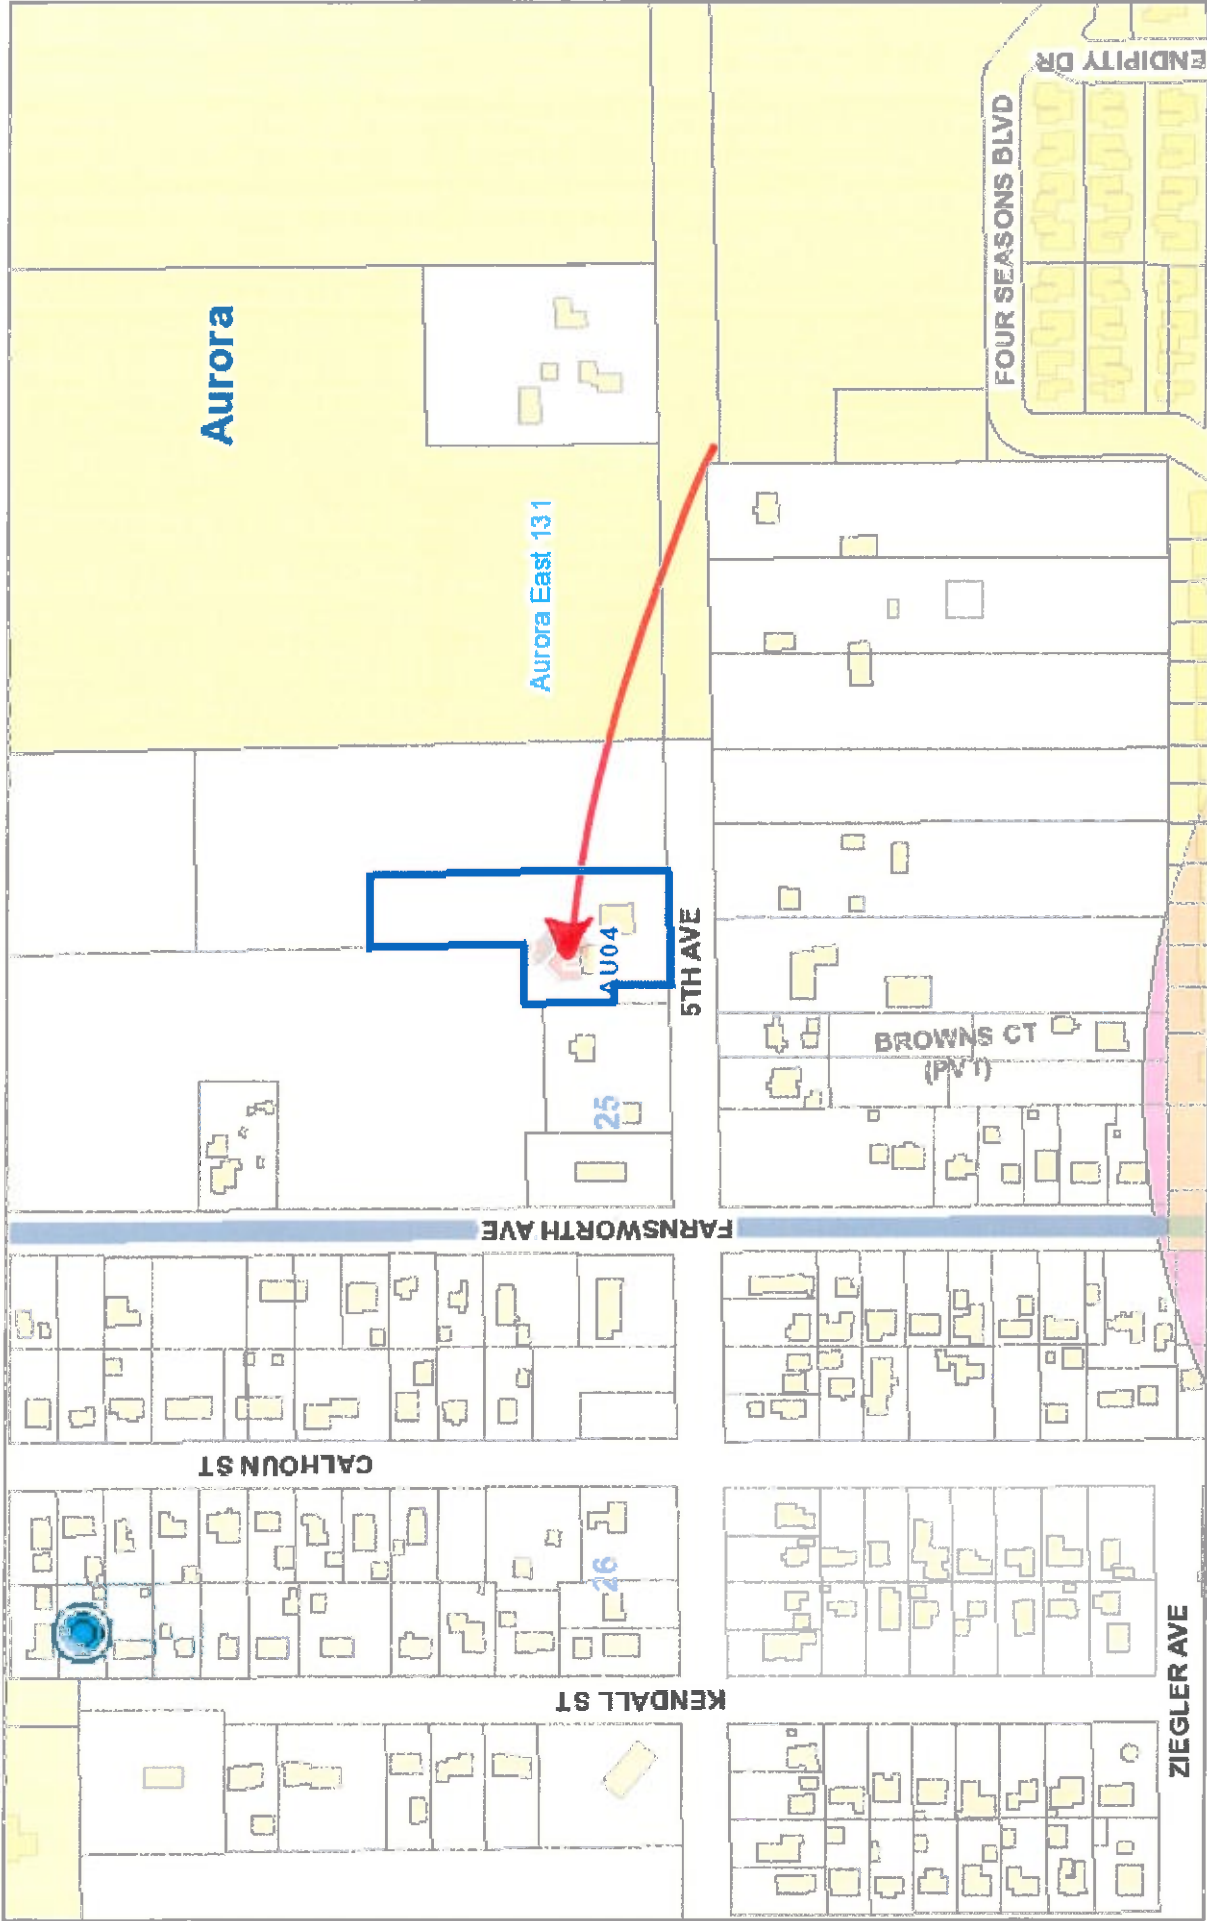 ENDIPITY DR
FOUR SEASONS BLVD
Aurora
Aurora East 131
AU04
5TH AVE
BROWNS CT
(PVT)
25
FARNSWORTH AVE
CALHOUN ST
26
KENDALL ST
ZIEGLER AVE